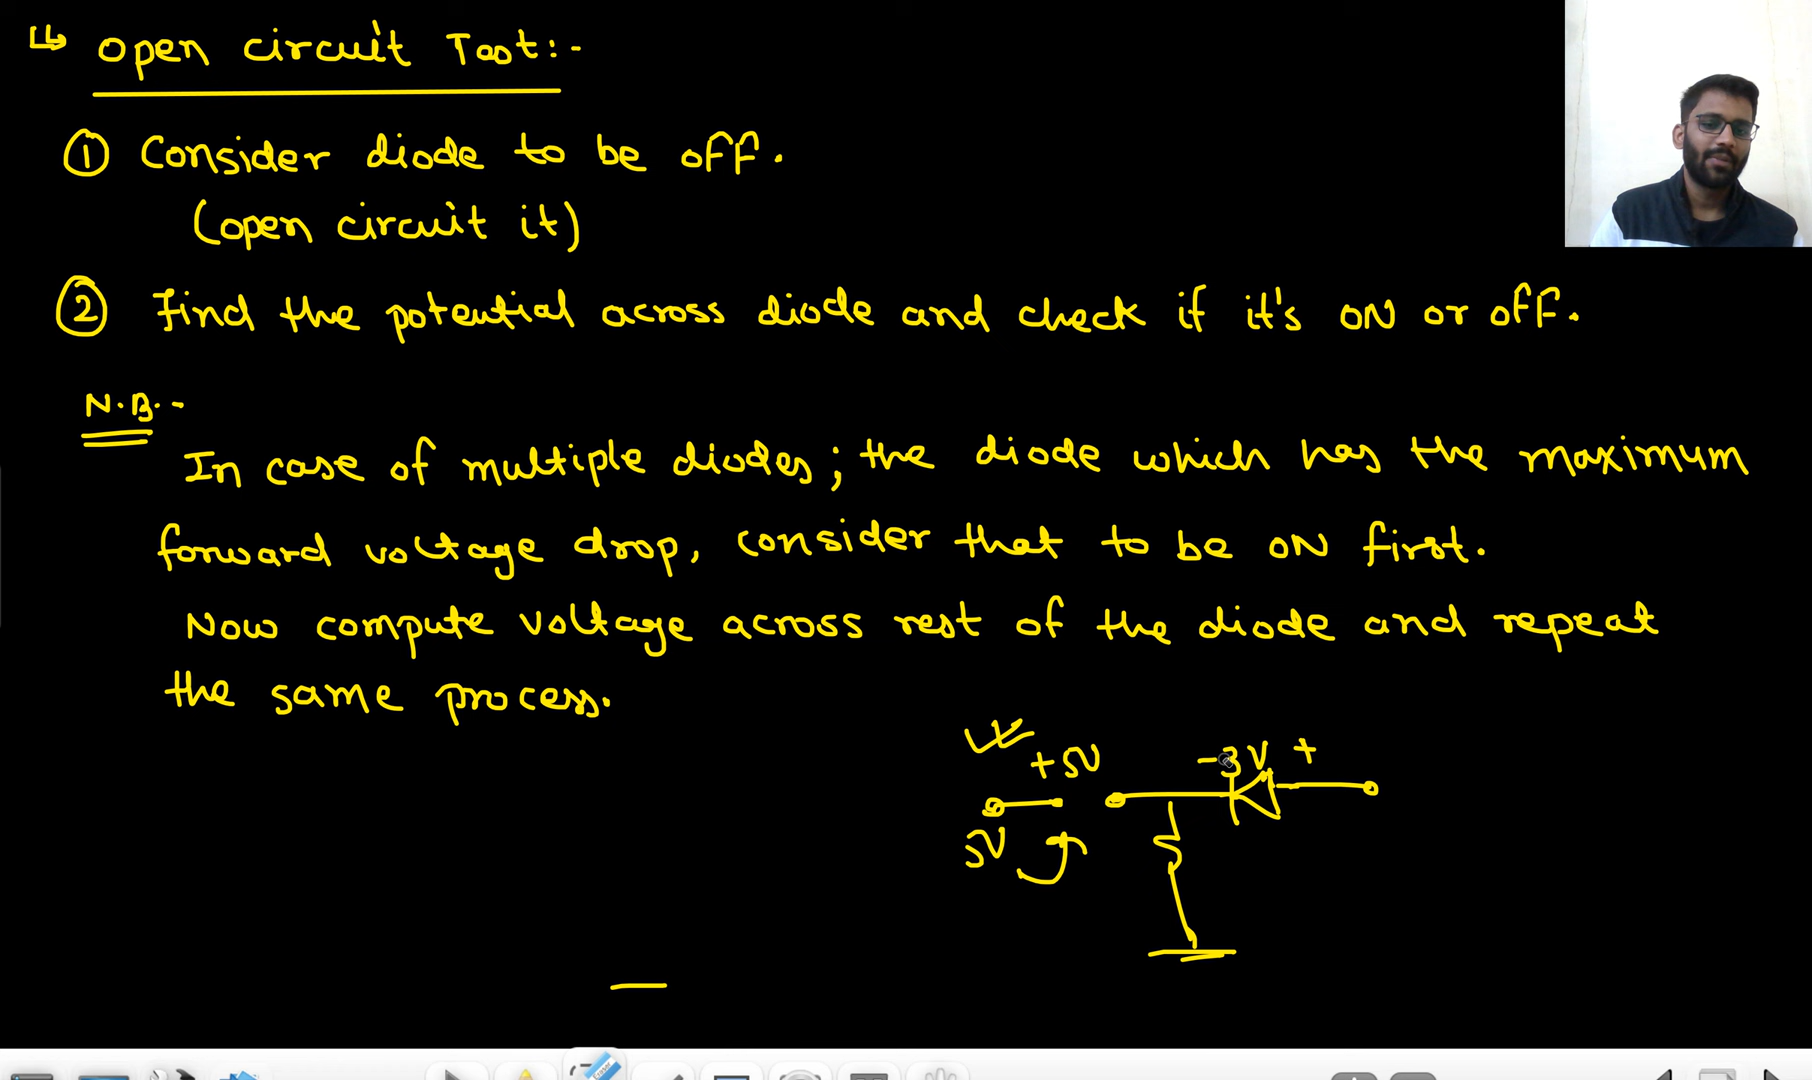 ↳ Open circuit Test:-
① Consider diode to be off.
(open circuit it)
② Find the potential across diode and check if it's ON or off.
N.B.-
In case of multiple diodes; the diode which has the maximum
forward voltage drop, consider that to be ON first.
Now compute voltage across rest of the diode and repeat
the same process.
+5V
-3V +
5V